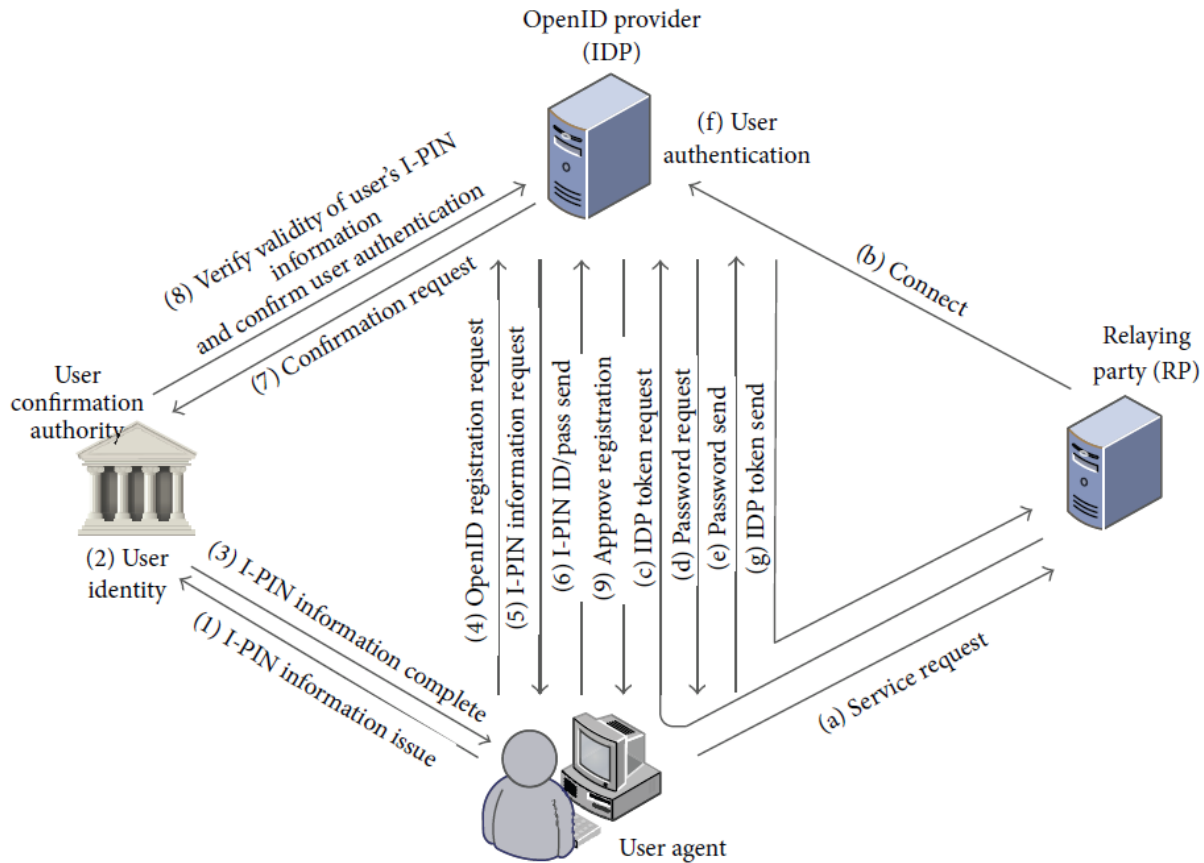 OpenID provider
(IDP)
(f) User
authentication
(8) Verify validity of user's I-PIN
information
and confirm user authentication
(7) Confirmation request
(b) Connect
Relaying
party (RP)
User
confirmation
authority
(2) User
identity
(3) I-PIN information complete
(1) I-PIN information issue
(4) OpenID registration request
(5) I-PIN information request
(6) I-PIN ID/pass send
(9) Approve registration
(c) IDP token request
(d) Password request
(e) Password send
(g) IDP token send
(a) Service request
User agent